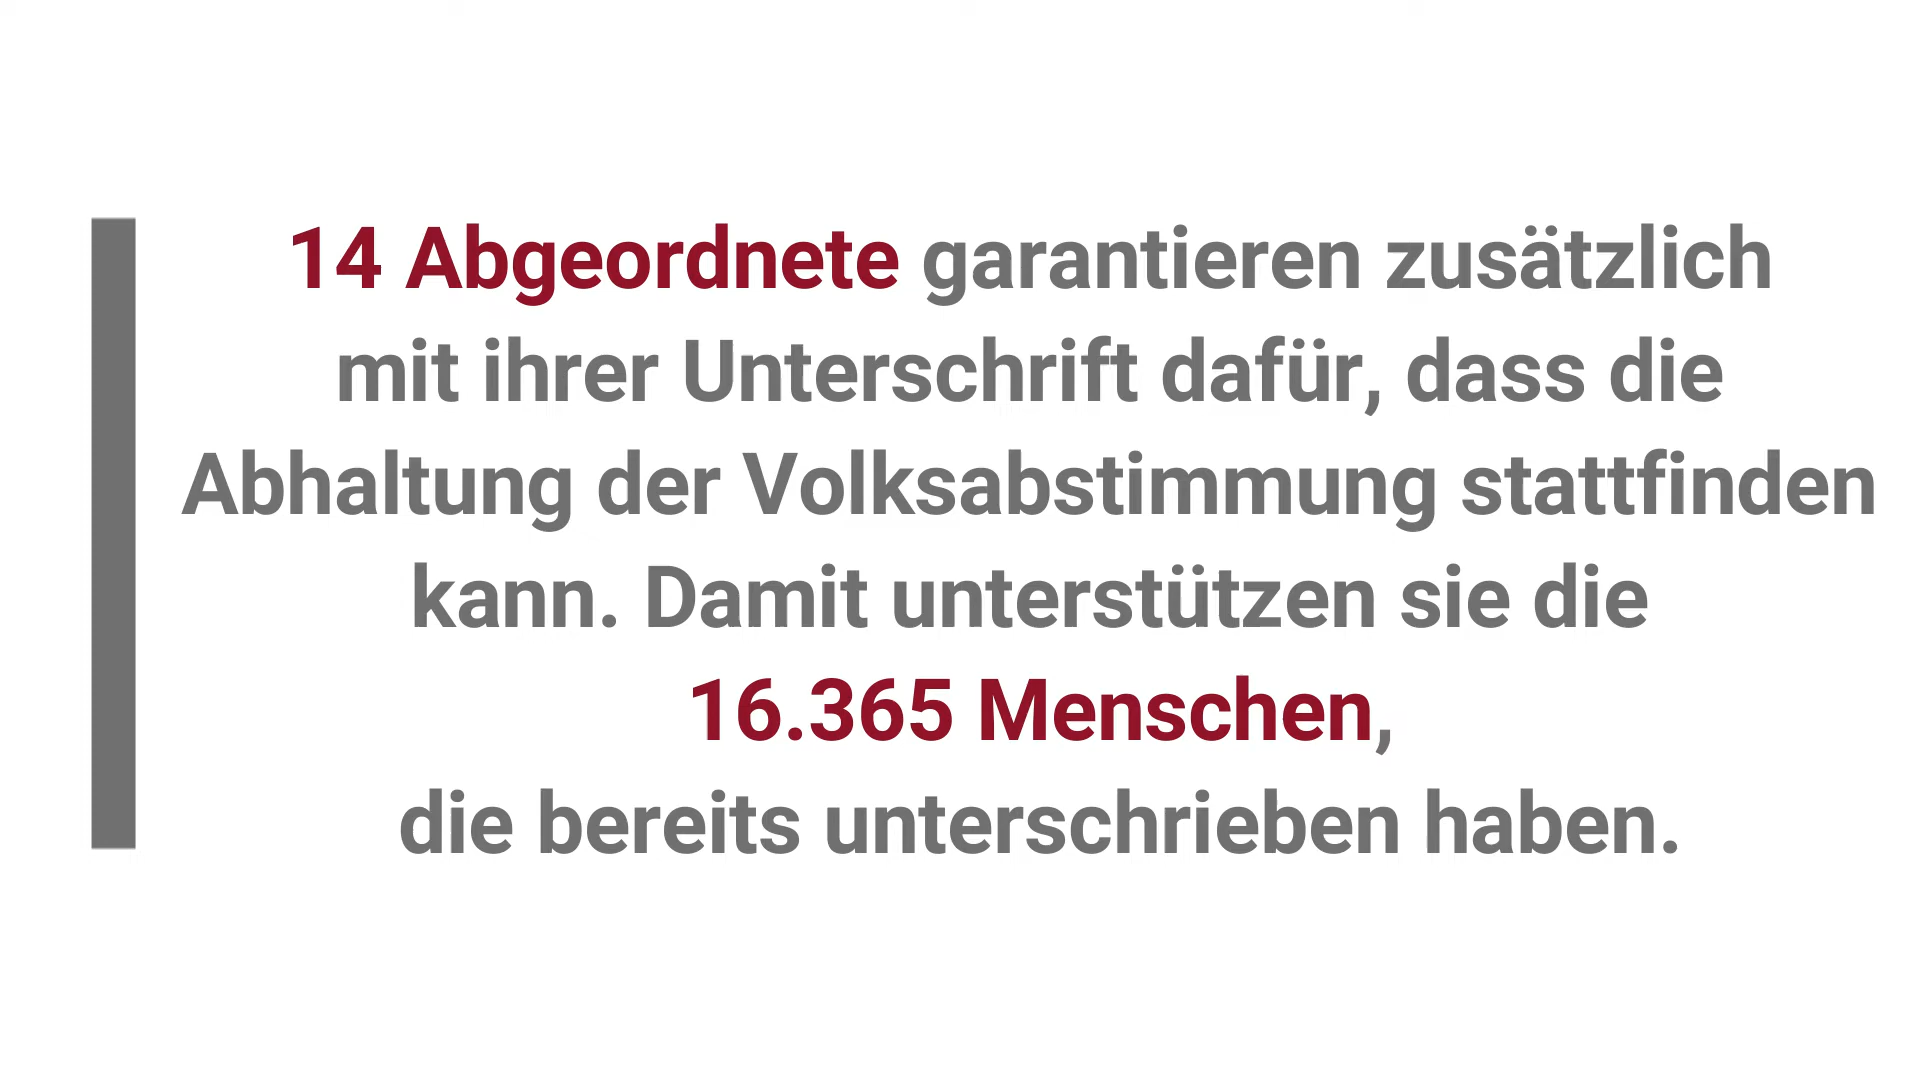 14 Abgeordnete garantieren zusätzlich
mit ihrer Unterschrift dafür, dass die
Abhaltung der Volksabstimmung stattfinden
kann. Damit unterstützen sie die
16.365 Menschen,
die bereits unterschrieben haben.